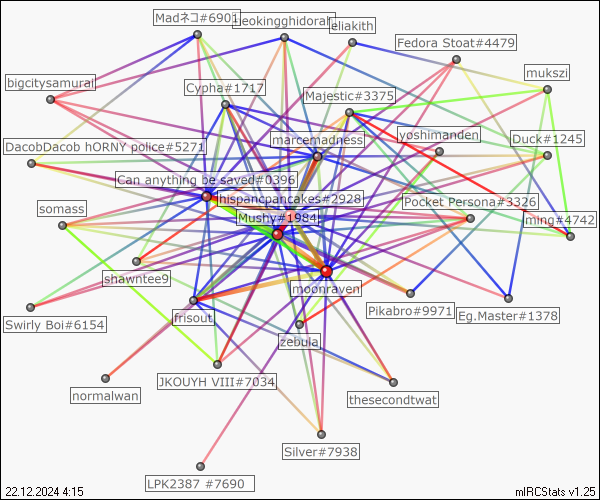 Madネコ#6901
neokingghidorah
eliakith
Fedora Stoat#4479
mukszi
bigcitysamurai
Cypha#1717
Majestic#3375
marcemadness
yoshimanden
Duck#1245
DacobDacob hORNY police#5271
Can anything be saved#0396
hispancpancakes#2928
Pocket Persona#3326
somass
Mushy#1984
ming#4742
shawntee9
moonraven
Swirly Boi#6154
frisout
Pikabro#9971
Eg.Master#1378
zebula
JKOUYH VIII#7034
normalwan
thesecondtwat
Silver#7938
LPK2387 #7690
22.12.2024 4:15
mIRCStats v1.25